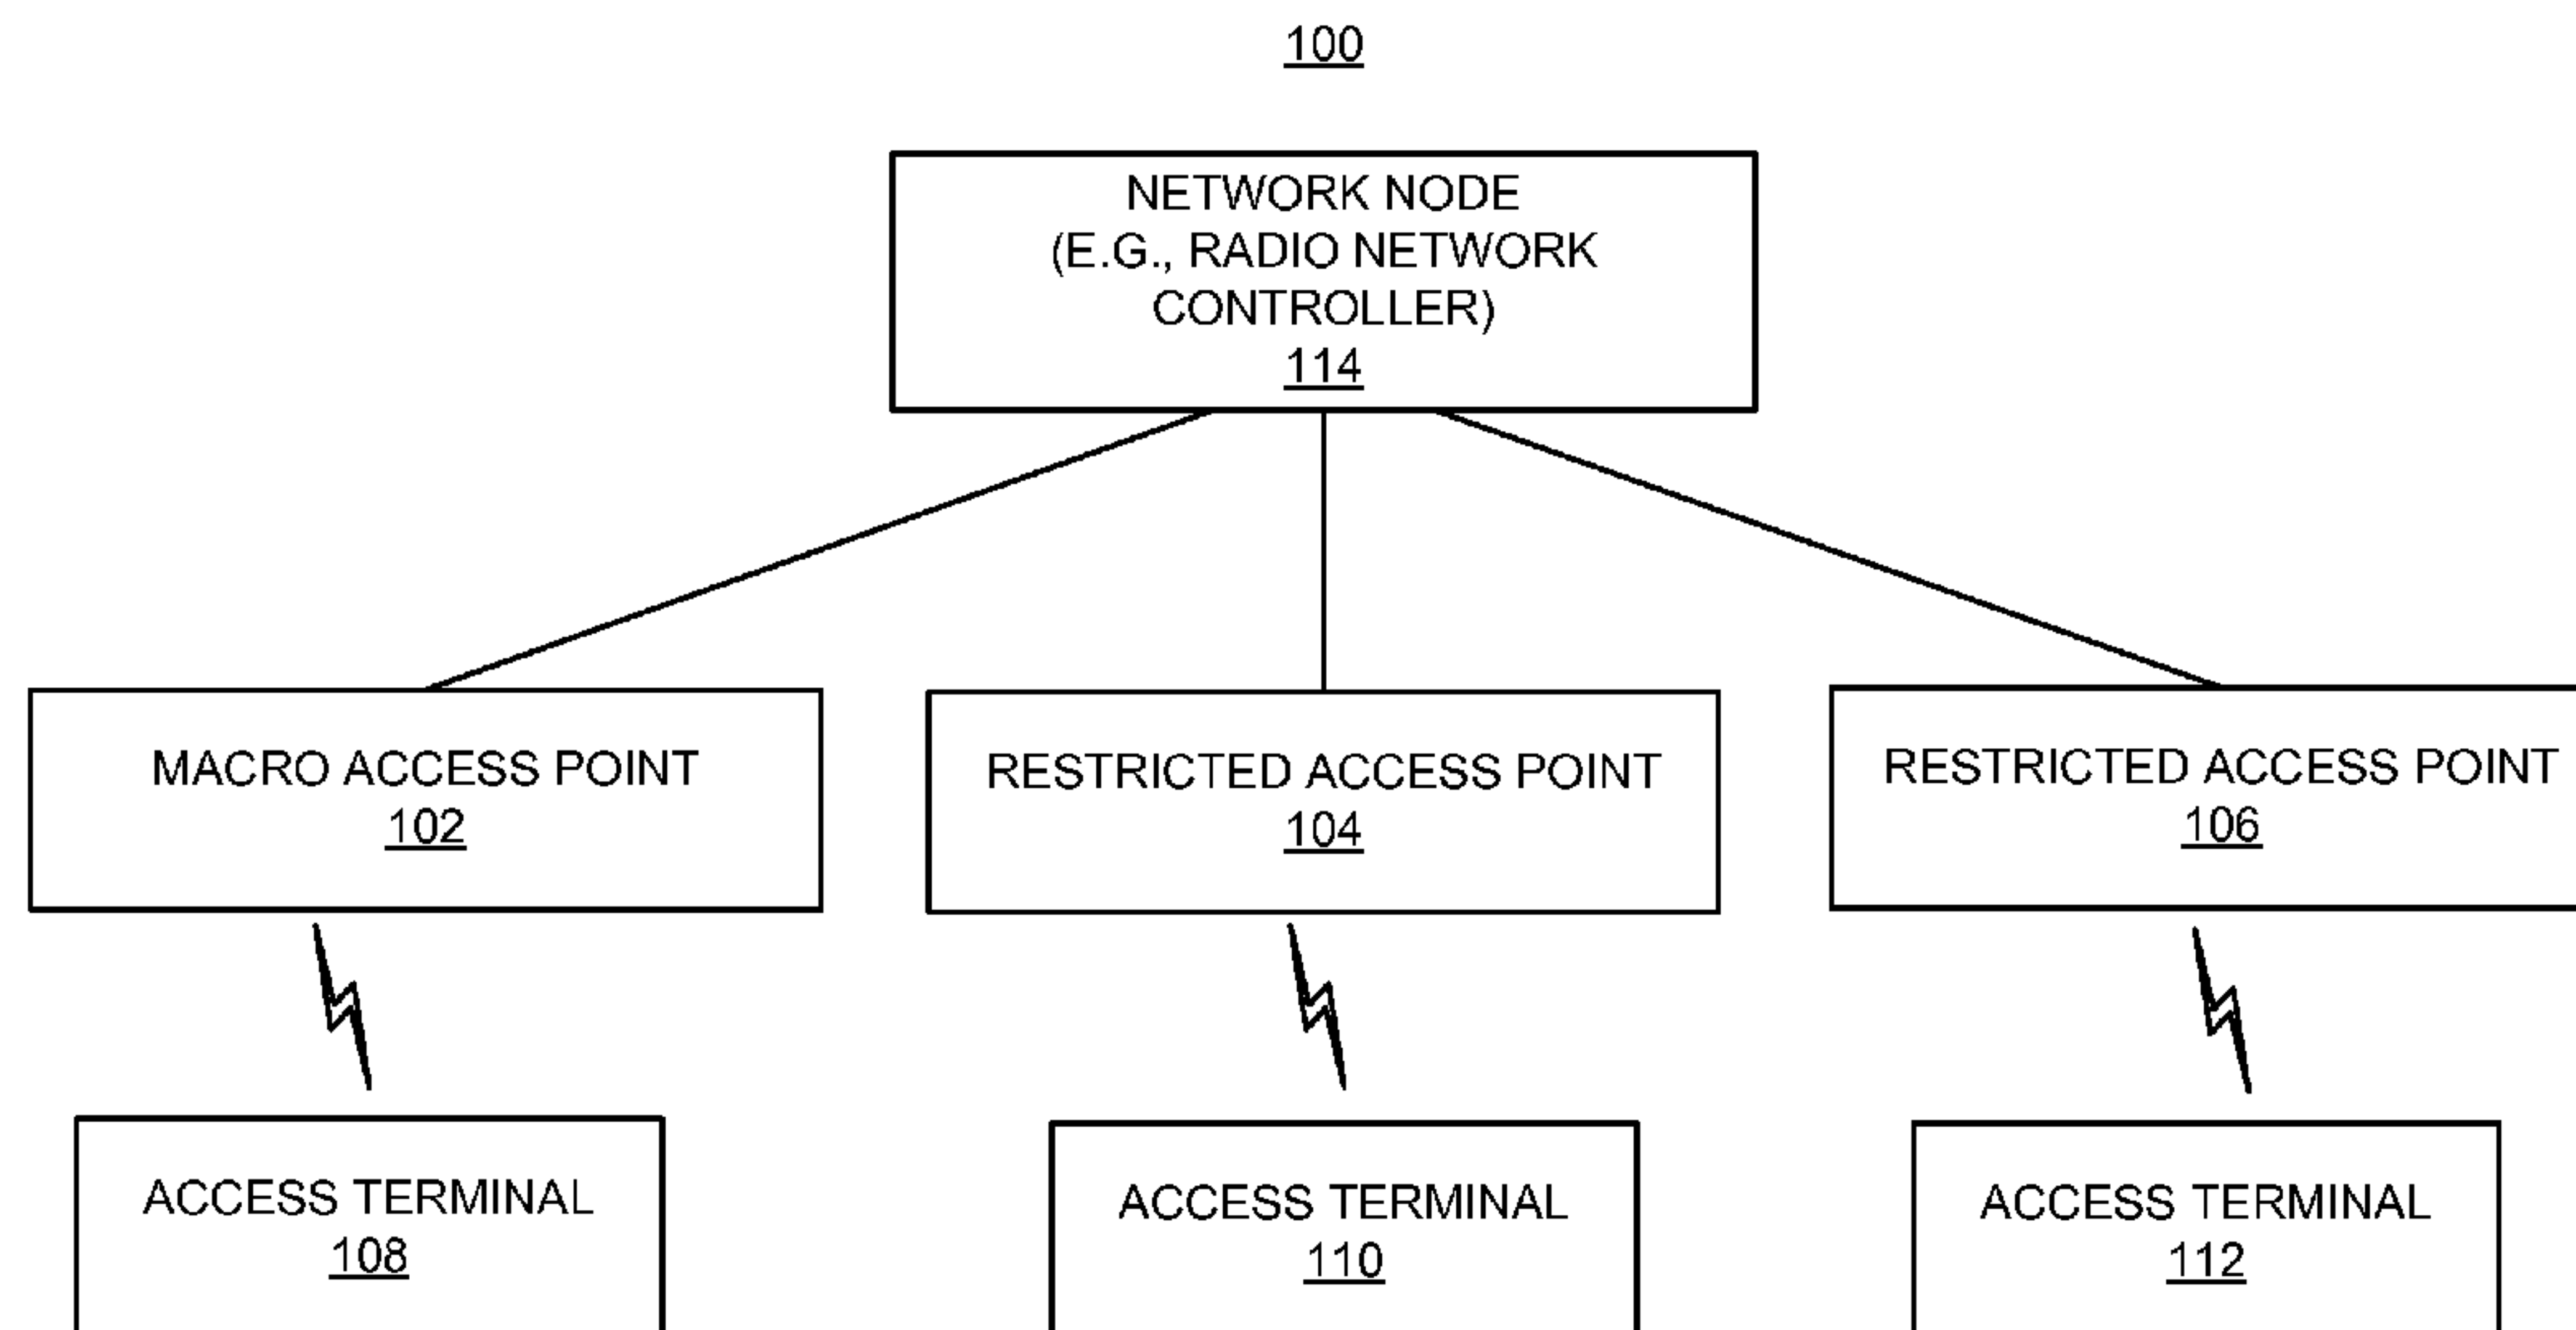 100
NETWORK NODE
(E.G., RADIO NETWORK
CONTROLLER)
114
MACRO ACCESS POINT
102
RESTRICTED ACCESS POINT
104
RESTRICTED ACCESS POINT
106
ACCESS TERMINAL
108
ACCESS TERMINAL
110
ACCESS TERMINAL
112